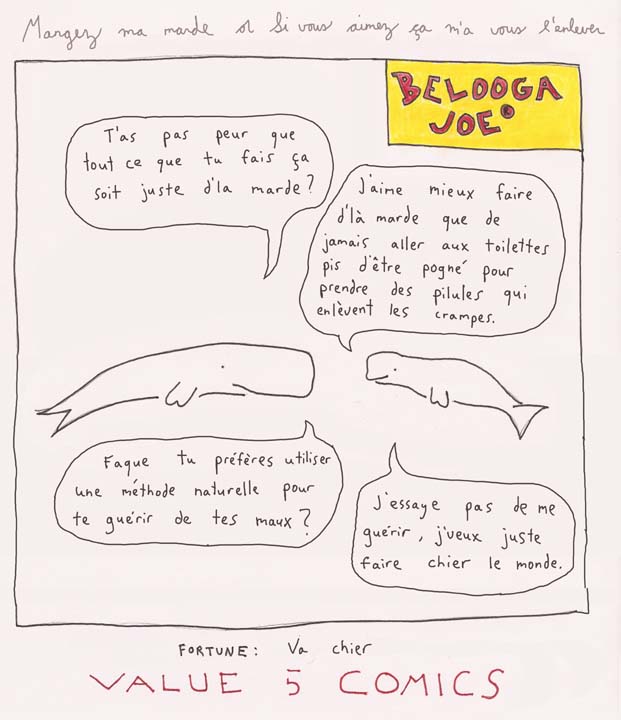 Mangez ma marde pi Si vous aimez ça m'a vous l'enlever
BELOOGA
JOE®
T'as pas peur que
tout ce que tu fais ça
soit juste d'la marde?
J'aime mieux faire
d'là marde que de
jamais aller aux toilettes
pis d'être pogné pour
prendre des pilules qui
enlèvent les crampes.
Faque tu préfères utiliser
une méthode naturelle pour
te guérir de tes maux?
J'essaye pas de me
guérir, j'veux juste
faire chier le monde.
FORTUNE: Va chier
VALUE 5 COMICS